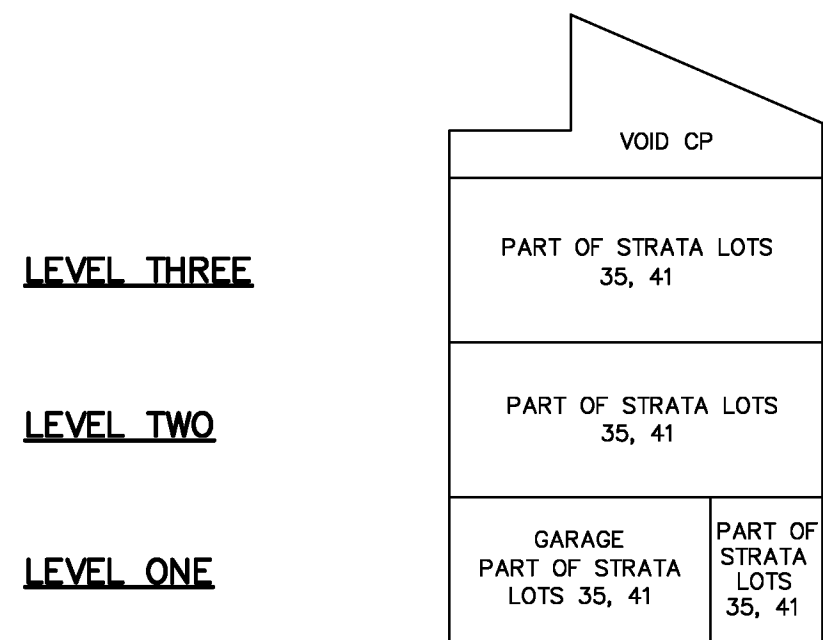 VOID CP
LEVEL THREE
PART OF STRATA LOTS
35, 41
LEVEL TWO
PART OF STRATA LOTS
35, 41
LEVEL ONE
GARAGE
PART OF STRATA
LOTS 35, 41
PART OF
STRATA
LOTS
35, 41